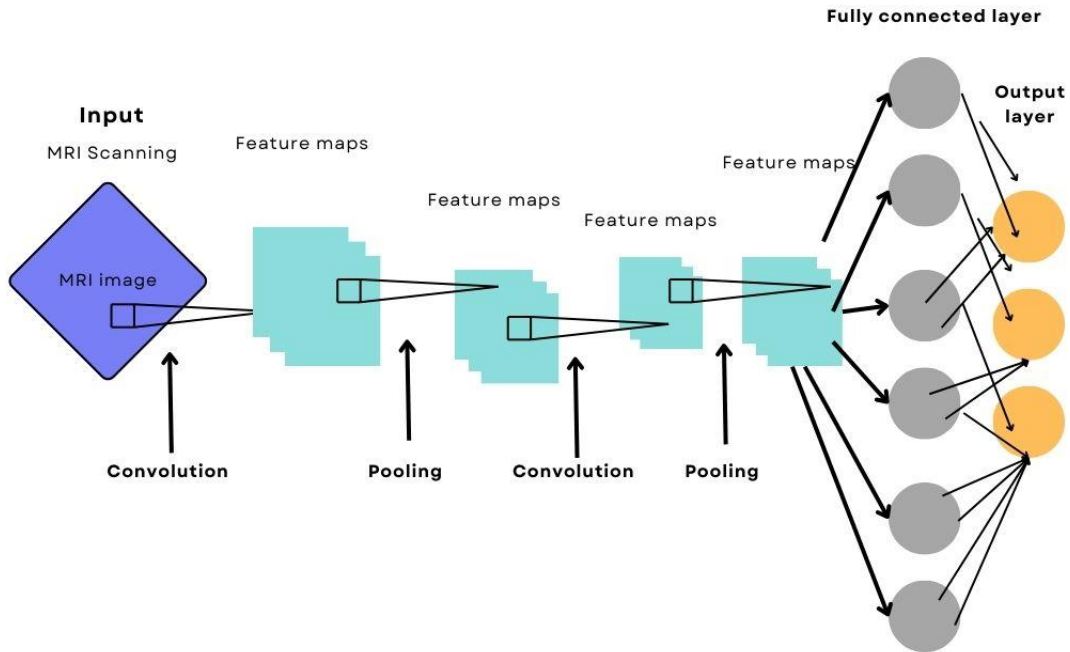 Fully connected layer
Output
layer
Input
MRI Scanning
Feature maps
Feature maps
Feature maps
Feature maps
MRI image
Convolution
Pooling
Convolution
Pooling